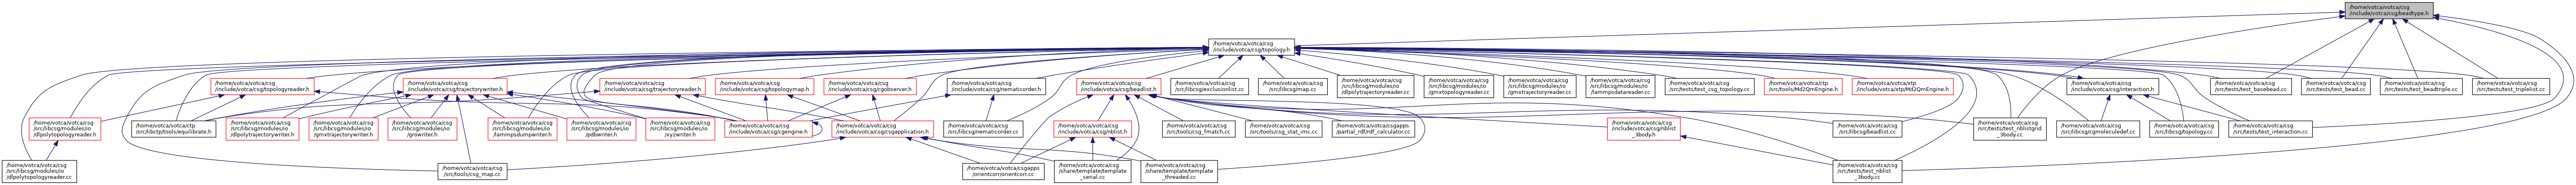 /home/votca/votca/csg
/include/votca/csg/beadtype.h
/home/votca/votca/csg
/include/votca/csg/topology.h
/home/votca/votca/csg
/include/votca/csg/topologyreader.h
/home/votca/votca/csg
/include/votca/csg/trajectorywriter.h
/home/votca/votca/csg
/include/votca/csg/trajectoryreader.h
/home/votca/votca/csg
/include/votca/csg/topologymap.h
/home/votca/votca/csg
/include/votca/csg/cgobserver.h
/home/votca/votca/csg
/include/votca/csg/nematicorder.h
/home/votca/votca/csg
/include/votca/csg/beadlist.h
/home/votca/votca/csg
/src/libcsg/exclusionlist.cc
/home/votca/votca/csg
/src/libcsg/map.cc
/home/votca/votca/csg
/src/libcsg/modules/io
/dlpolytrajectoryreader.cc
/home/votca/votca/csg
/src/libcsg/modules/io
/gmxtopologyreader.cc
/home/votca/votca/csg
/src/libcsg/modules/io
/gmxtrajectoryreader.cc
/home/votca/votca/csg
/src/libcsg/modules/io
/lammpsdatareader.cc
/home/votca/votca/csg
/src/tests/test_csg_topology.cc
/home/votca/votca/ctp
/src/tools/Md2QmEngine.h
/home/votca/votca/xtp
/include/votca/xtp/Md2QmEngine.h
/home/votca/votca/csg
/include/votca/csg/interaction.h
/home/votca/votca/csg
/src/tests/test_basebead.cc
/home/votca/votca/csg
/src/tests/test_bead.cc
/home/votca/votca/csg
/src/tests/test_beadtriple.cc
/home/votca/votca/csg
/src/tests/test_triplelist.cc
/home/votca/votca/csg
/src/libcsg/modules/io
/dlpolytopologyreader.h
/home/votca/votca/ctp
/src/libctp/tools/equilibrate.h
/home/votca/votca/csg
/src/libcsg/modules/io
/dlpolytrajectorywriter.h
/home/votca/votca/csg
/src/libcsg/modules/io
/gmxtrajectorywriter.h
/home/votca/votca/csg
/src/libcsg/modules/io
/growriter.h
/home/votca/votca/csg
/src/libcsg/modules/io
/lammpsdumpwriter.h
/home/votca/votca/csg
/src/libcsg/modules/io
/pdbwriter.h
/home/votca/votca/csg
/src/libcsg/modules/io
/xyzwriter.h
/home/votca/votca/csg
/include/votca/csg/cgengine.h
/home/votca/votca/csg
/include/votca/csg/csgapplication.h
/home/votca/votca/csg
/src/libcsg/nematicorder.cc
/home/votca/votca/csg
/include/votca/csg/nblist.h
/home/votca/votca/csg
/src/tools/csg_fmatch.cc
/home/votca/votca/csg
/src/tools/csg_stat_imc.cc
/home/votca/votca/csgapps
/partial_rdf/rdf_calculator.cc
/home/votca/votca/csg
/include/votca/csg/nblist
_3body.h
/home/votca/votca/csg
/src/libcsg/beadlist.cc
/home/votca/votca/csg
/src/tests/test_nblistgrid
_3body.cc
/home/votca/votca/csg
/src/libcsg/cgmoleculedef.cc
/home/votca/votca/csg
/src/libcsg/topology.cc
/home/votca/votca/csg
/src/tests/test_interaction.cc
/home/votca/votca/csg
/src/libcsg/modules/io
/dlpolytopologyreader.cc
/home/votca/votca/csg
/src/tools/csg_map.cc
/home/votca/votca/csgapps
/orientcorr/orientcorr.cc
/home/votca/votca/csg
/share/template/template
_serial.cc
/home/votca/votca/csg
/share/template/template
_threaded.cc
/home/votca/votca/csg
/src/tests/test_nblist
_3body.cc